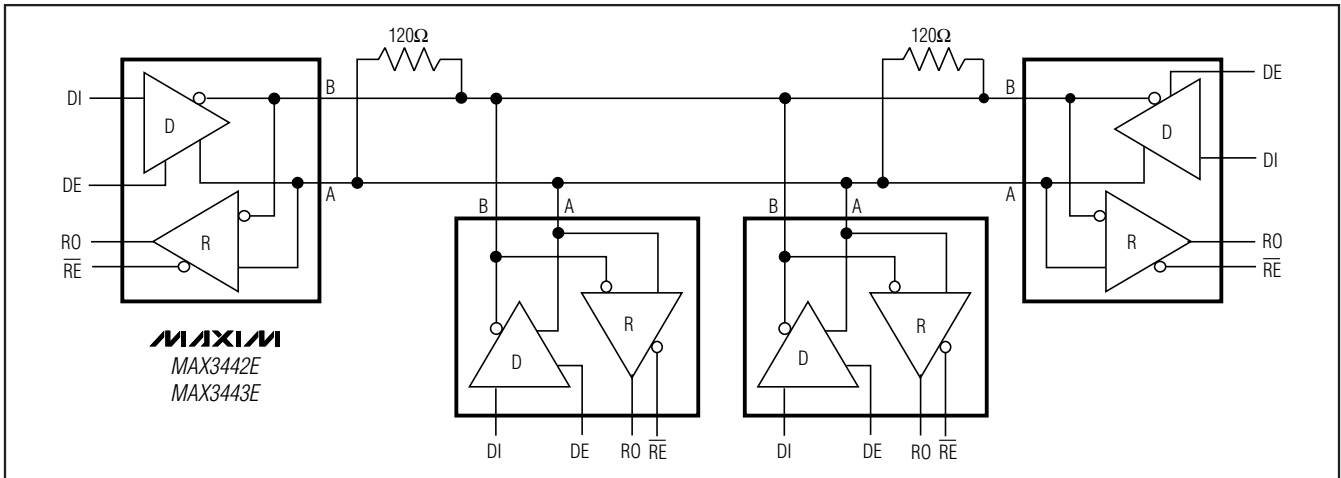 120Ω
120Ω
DI
D
B
DE
A
RO
R
RE
MAXIM
MAX3442E
MAX3443E
B
A
D
R
DI
DE
RO
RE
B
A
D
R
DI
DE
RO
RE
B
DE
D
DI
A
R
RO
RE